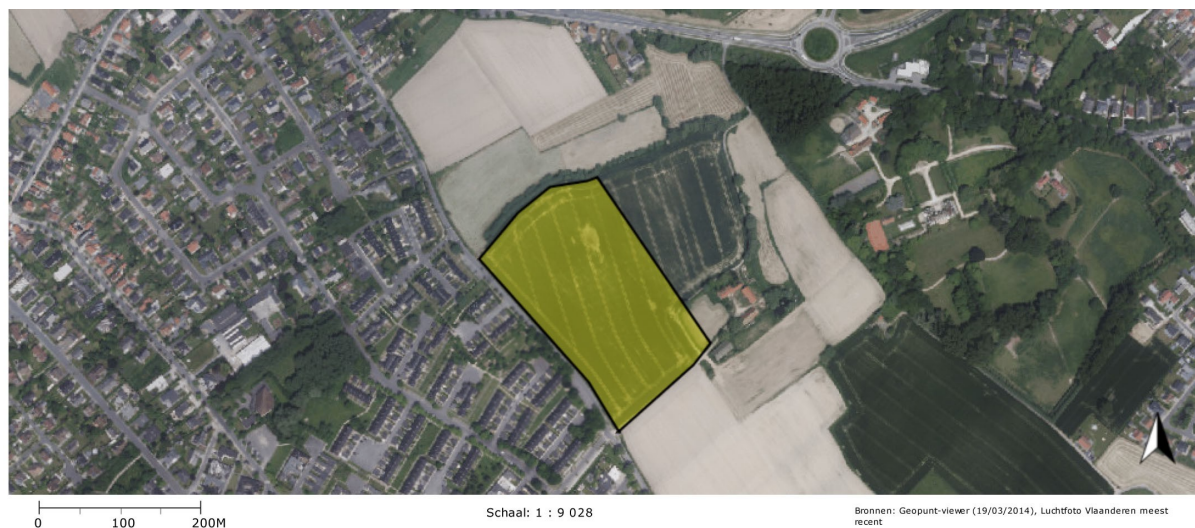 0 100 200M
Schaal: 1 : 9 028
Bronnen: Geopunt-viewer (19/03/2014), Luchtfoto Vlaanderen meest
recent